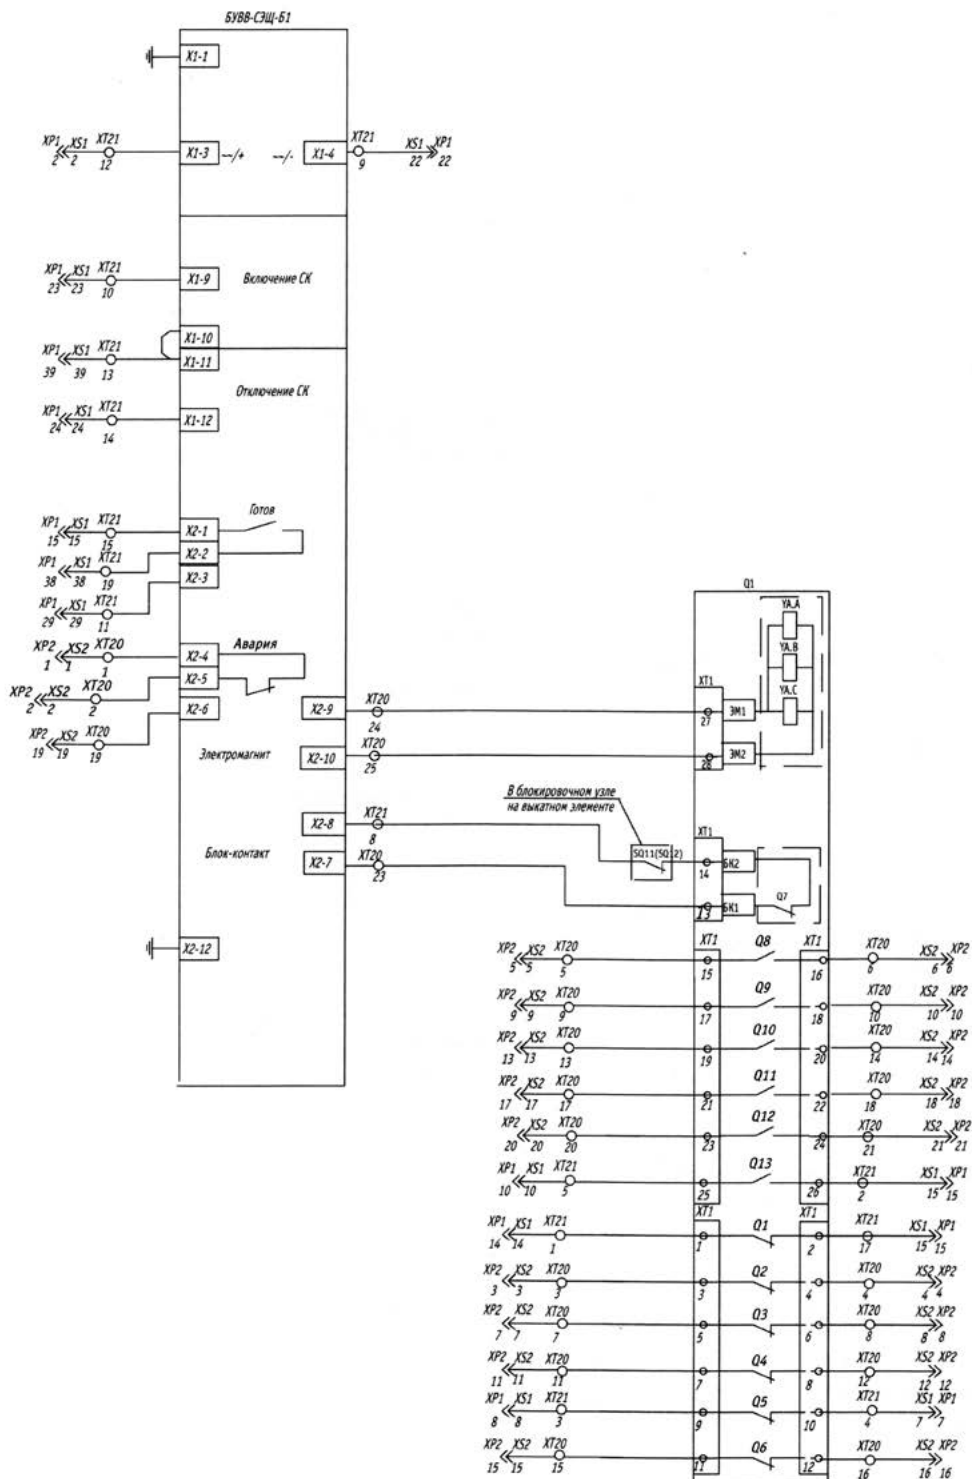 БУВВ-СЭЩ-Б1
X1-1
XP1 XS1 XT21
X1-3 --/+ --/- X1-4
XT21 XS1 XP1
2 2 12
9 22 22
XP1 XS1 XT21
X1-9 Включение СК
23 23 10
X1-10
XP1 XS1 XT21
X1-11
39 39 13
Отключение СК
XP1 XS1 XT21
X1-12
24 24 14
Готов
XP1 XS1 XT21
X2-1
15 15 15
X2-2
XP1 XS1 XT21
38 38 19
X2-3
XP1 XS1 XT21
29 29 11
Авария
XP2 XS2 XT20
X2-4
1 1 1
X2-5
XP2 XS2 XT20
2 2 2
X2-6
XP2 XS2 XT20
19 19 19
X2-9 XT20
24
Электромагнит
X2-10 XT20
25
X2-8 XT21
8
Блок-контакт
X2-7 XT20
23
X2-12
Q1
YA.A
YA.B
YA.C
XT1
27 ЭМ1
28 ЭМ2
В блокировочном узле
на выкатном элементе
SQ11(SQ12)
XT1
14 БК2
Q7
13 БК1
XP2 XS2 XT20 XT1 Q8 XT1 XT20 XS2 XP2
5 5 5 15 16 6 6 6
XP2 XS2 XT20 Q9 XT20 XS2 XP2
9 9 9 17 18 10 10 10
XP2 XS2 XT20 Q10 XT20 XS2 XP2
13 13 13 19 20 14 14 14
XP2 XS2 XT20 Q11 XT20 XS2 XP2
17 17 17 21 22 18 18 18
XP2 XS2 XT20 Q12 XT20 XS2 XP2
20 20 20 23 24 21 21 21
XP1 XS1 XT21 Q13 XT21 XS1 XP1
10 10 5 25 26 2 15 15
XP1 XS1 XT21 XT1 Q1 XT1 XT21 XS1 XP1
14 14 1 1 2 17 15 15
XP2 XS2 XT20 Q2 XT20 XS2 XP2
3 3 3 3 4 4 4 4
XP2 XS2 XT20 Q3 XT20 XS2 XP2
7 7 7 5 6 8 8 8
XP2 XS2 XT20 Q4 XT20 XS2 XP2
11 11 11 7 8 12 12 12
XP1 XS1 XT21 Q5 XT21 XS1 XP1
8 8 3 9 10 4 7 7
XP2 XS2 XT20 Q6 XT20 XS2 XP2
15 15 15 11 12 16 16 16